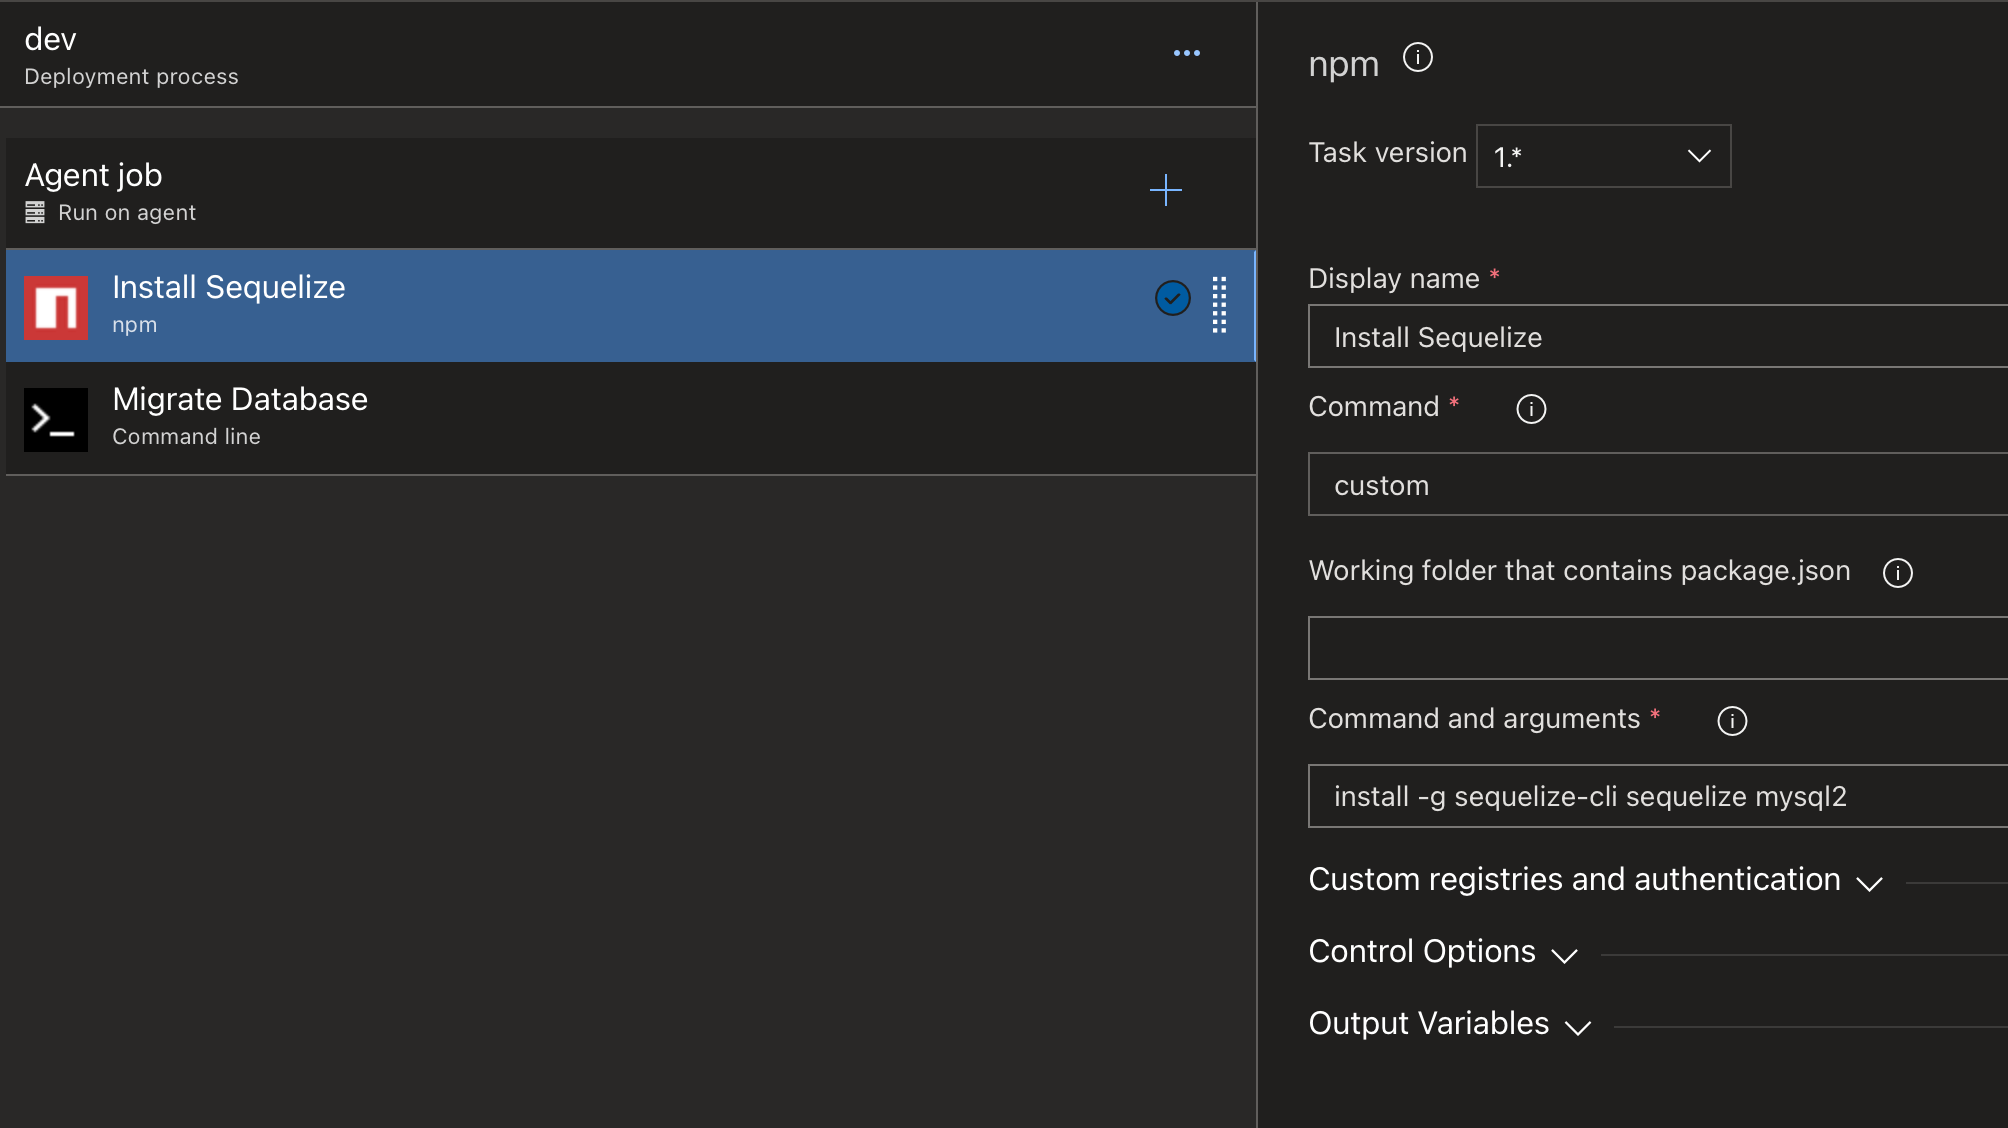 dev
Deployment process
Agent job
Run on agent
Install Sequelize
npm
Migrate Database
Command line
npm
Task version 1.*
Display name *
Install Sequelize
Command *
custom
Working folder that contains package.json
Command and arguments *
install -g sequelize-cli sequelize mysql2
Custom registries and authentication
Control Options
Output Variables